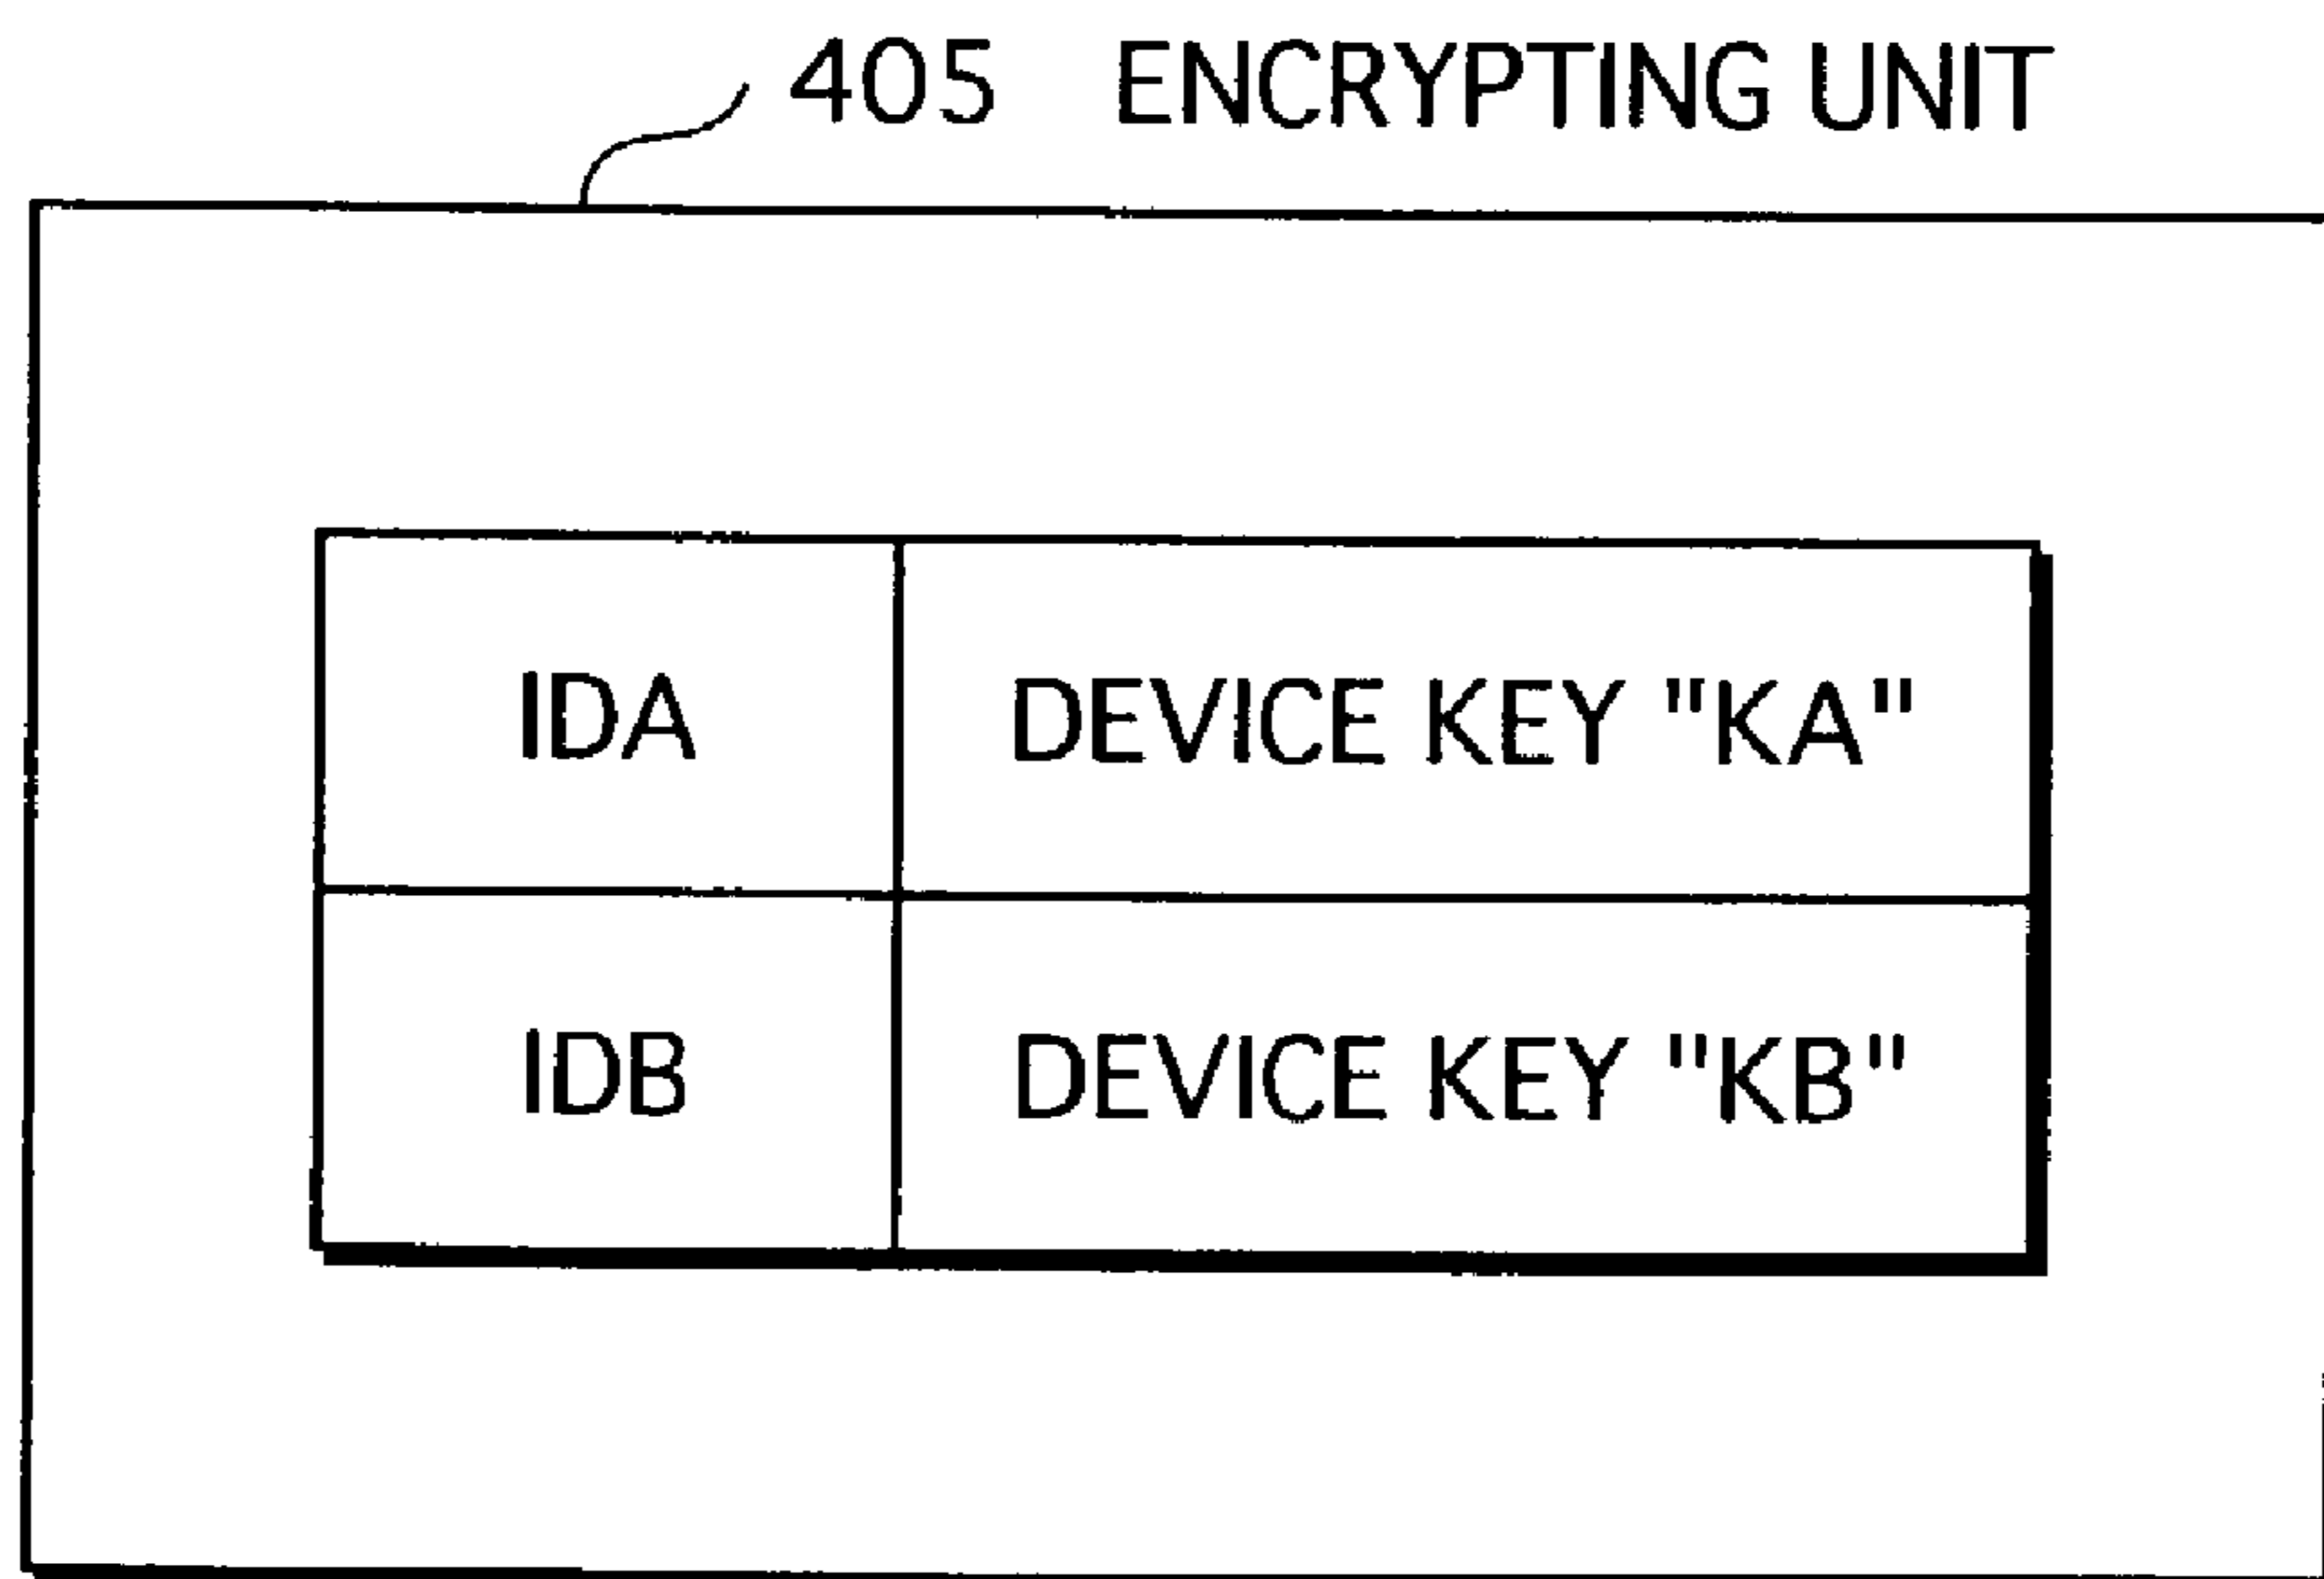 405 ENCRYPTING UNIT
IDA DEVICE KEY "KA"
IDB DEVICE KEY "KB"